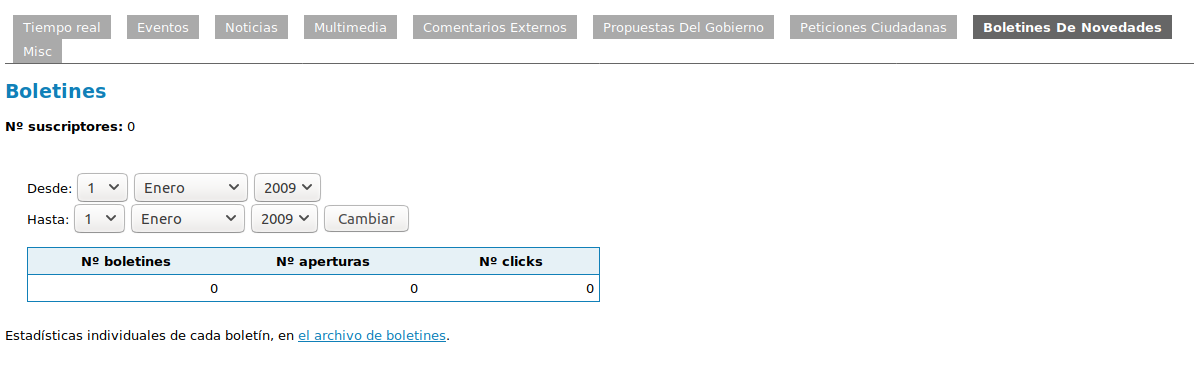 Tiempo real Eventos Noticias Multimedia Comentarios Externos Propuestas Del Gobierno Peticiones Ciudadanas Boletines De Novedades
Misc
Boletines
Nº suscriptores: 0
Desde: 1 Enero 2009
Hasta: 1 Enero 2009 Cambiar
Nº boletines Nº aperturas Nº clicks
0 0 0
Estadísticas individuales de cada boletín, en el archivo de boletines.